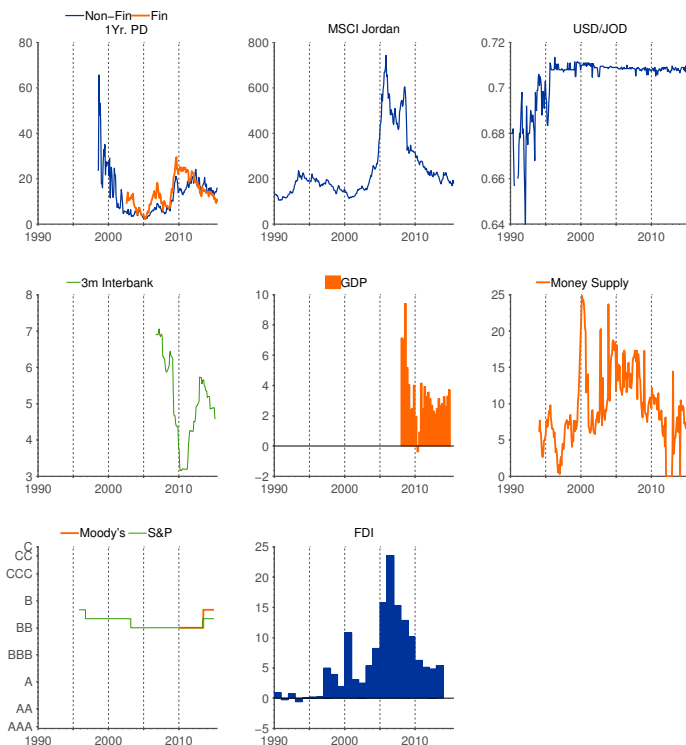 Non−Fin Fin
1Yr. PD
MSCI Jordan
USD/JOD
80
60
40
20
0
1990 2000 2010
800
600
400
200
0
1990 2000 2010
0.72
0.7
0.68
0.66
0.64
1990 2000 2010
3m Interbank
GDP
Money Supply
8
7
6
5
4
3
1990 2000 2010
10
8
6
4
2
0
−2
1990 2000 2010
25
20
15
10
5
0
1990 2000 2010
Moody's S&P
FDI
C
CC
CCC
B
BB
BBB
A
AA
AAA
1990 2000 2010
25
20
15
10
5
0
−5
1990 2000 2010